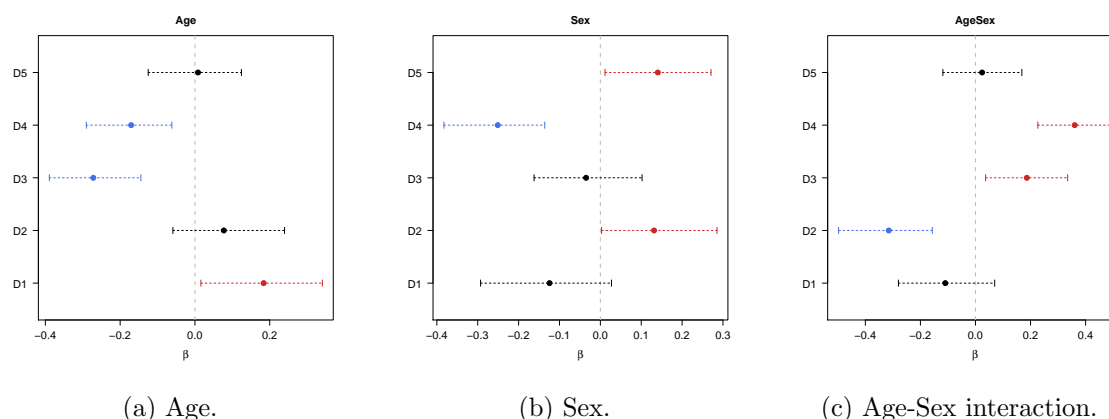 Age
D5
D4
D3
D2
D1
−0.4 −0.2 0.0 0.2
β
(a) Age.
Sex
D5
D4
D3
D2
D1
−0.4 −0.3 −0.2 −0.1 0.0 0.1 0.2 0.3
β
(b) Sex.
AgeSex
D5
D4
D3
D2
D1
−0.4 −0.2 0.0 0.2 0.4
β
(c) Age-Sex interaction.